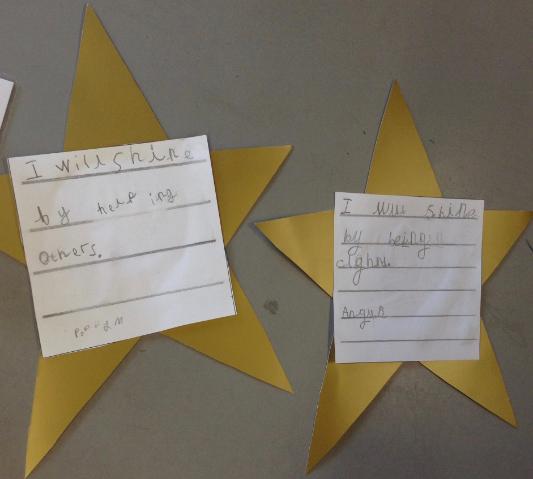 I will shine
by help ing
others.
I will shine
by being